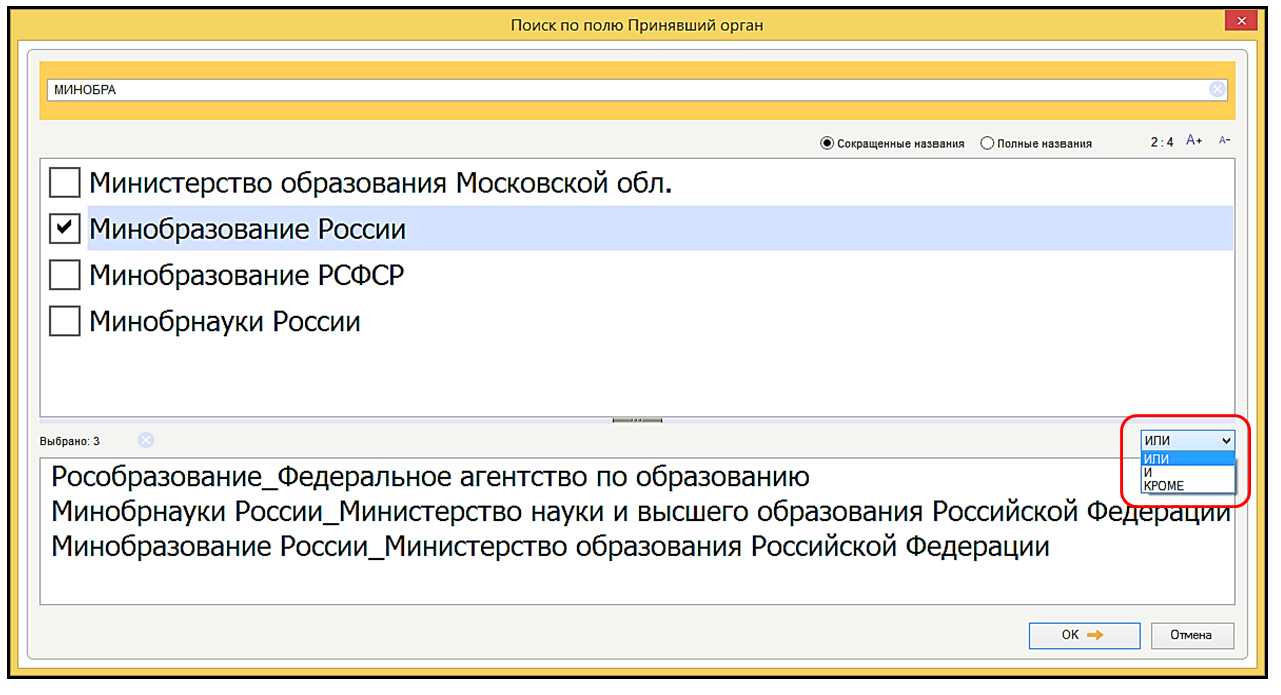 Поиск по полю Принявший орган
МИНОБРА
Сокращенные названия Полные названия 2 : 4 A+ A-
Министерство образования Московской обл.
Минобразование России
Минобразование РСФСР
Минобрнауки России
Выбрано: 3 ИЛИ
ИЛИ
И
КРОМЕ
Рособразование_Федеральное агентство по образованию
Минобрнауки России_Министерство науки и высшего образования Российской Федерации
Минобразование России_Министерство образования Российской Федерации
ОК Отмена